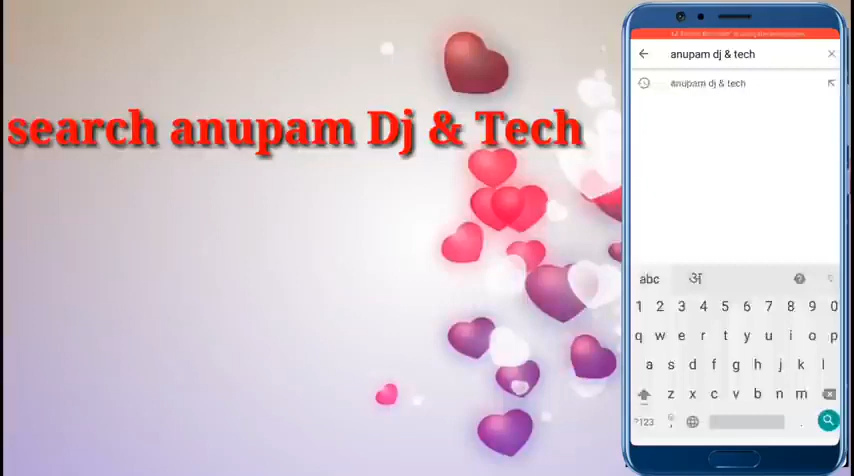 search anupam Dj & Tech
anupam dj & tech
anupam dj & tech
abc अ
1 2 3 4 5 6 7 8 9 0
q w e r t y u i o p
a s d f g h j k l
z x c v b n m
?123 , .